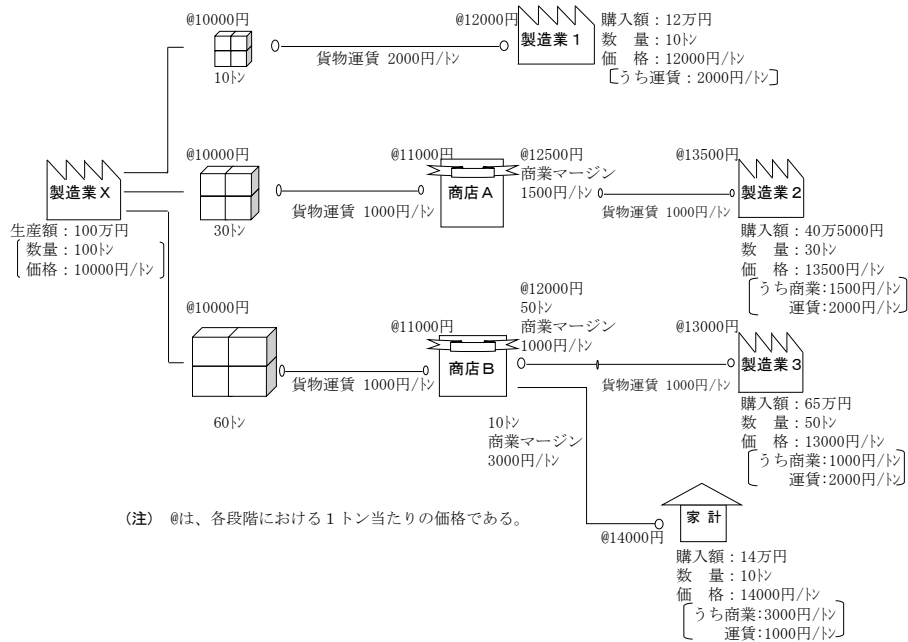 @10000円
10トン
貨物運賃 2000円/トン
@12000円
製造業1
購入額:12万円
数 量:10トン
価 格:12000円/トン
〔うち運賃:2000円/トン〕
製造業X
生産額:100万円
数量:100トン
価格:10000円/トン
@10000円
30トン
貨物運賃 1000円/トン
@11000円
商店A
@12500円
商業マージン
1500円/トン
貨物運賃 1000円/トン
@13500円
製造業2
購入額:40万5000円
数 量:30トン
価 格:13500円/トン
うち商業:1500円/トン
運賃:2000円/トン
@10000円
60トン
貨物運賃 1000円/トン
@11000円
商店B
@12000円
50トン
商業マージン
1000円/トン
貨物運賃 1000円/トン
@13000円
製造業3
購入額:65万円
数 量:50トン
価 格:13000円/トン
うち商業:1000円/トン
運賃:2000円/トン
10トン
商業マージン
3000円/トン
@14000円
家 計
購入額:14万円
数 量:10トン
価 格:14000円/トン
うち商業:3000円/トン
運賃:1000円/トン
(注) @は、各段階における1トン当たりの価格である。